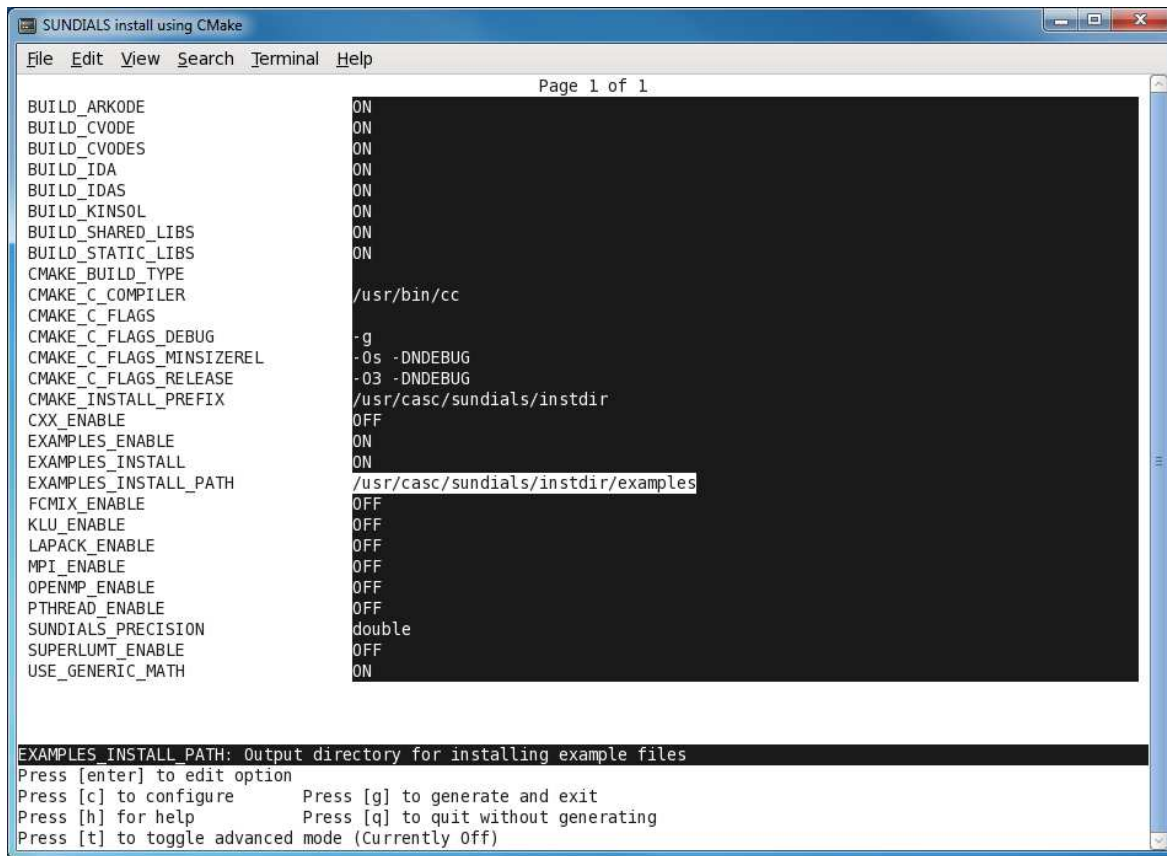 SUNDIALS install using CMake
File Edit View Search Terminal Help
Page 1 of 1
BUILD_ARKODE ON
BUILD_CVODE ON
BUILD_CVODES ON
BUILD_IDA ON
BUILD_IDAS ON
BUILD_KINSOL ON
BUILD_SHARED_LIBS ON
BUILD_STATIC_LIBS ON
CMAKE_BUILD_TYPE
CMAKE_C_COMPILER /usr/bin/cc
CMAKE_C_FLAGS
CMAKE_C_FLAGS_DEBUG -g
CMAKE_C_FLAGS_MINSIZEREL -Os -DNDEBUG
CMAKE_C_FLAGS_RELEASE -O3 -DNDEBUG
CMAKE_INSTALL_PREFIX /usr/casc/sundials/instdir
CXX_ENABLE OFF
EXAMPLES_ENABLE ON
EXAMPLES_INSTALL ON
EXAMPLES_INSTALL_PATH /usr/casc/sundials/instdir/examples
FCMIX_ENABLE OFF
KLU_ENABLE OFF
LAPACK_ENABLE OFF
MPI_ENABLE OFF
OPENMP_ENABLE OFF
PTHREAD_ENABLE OFF
SUNDIALS_PRECISION double
SUPERLUMT_ENABLE OFF
USE_GENERIC_MATH ON
EXAMPLES_INSTALL_PATH: Output directory for installing example files
Press [enter] to edit option
Press [c] to configure Press [g] to generate and exit
Press [h] for help Press [q] to quit without generating
Press [t] to toggle advanced mode (Currently Off)